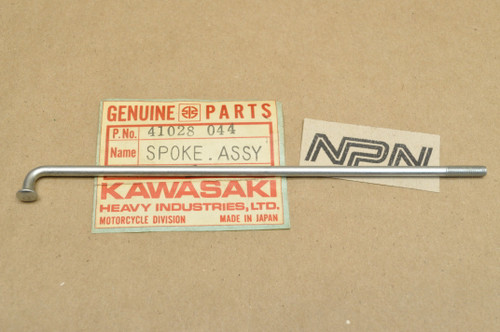 GENUINE PARTS
P.No. 41028 044
Name SPOKE.ASSY
KAWASAKI
HEAVY INDUSTRIES, LTD.
MOTORCYCLE DIVISION MADE IN JAPAN
NPN